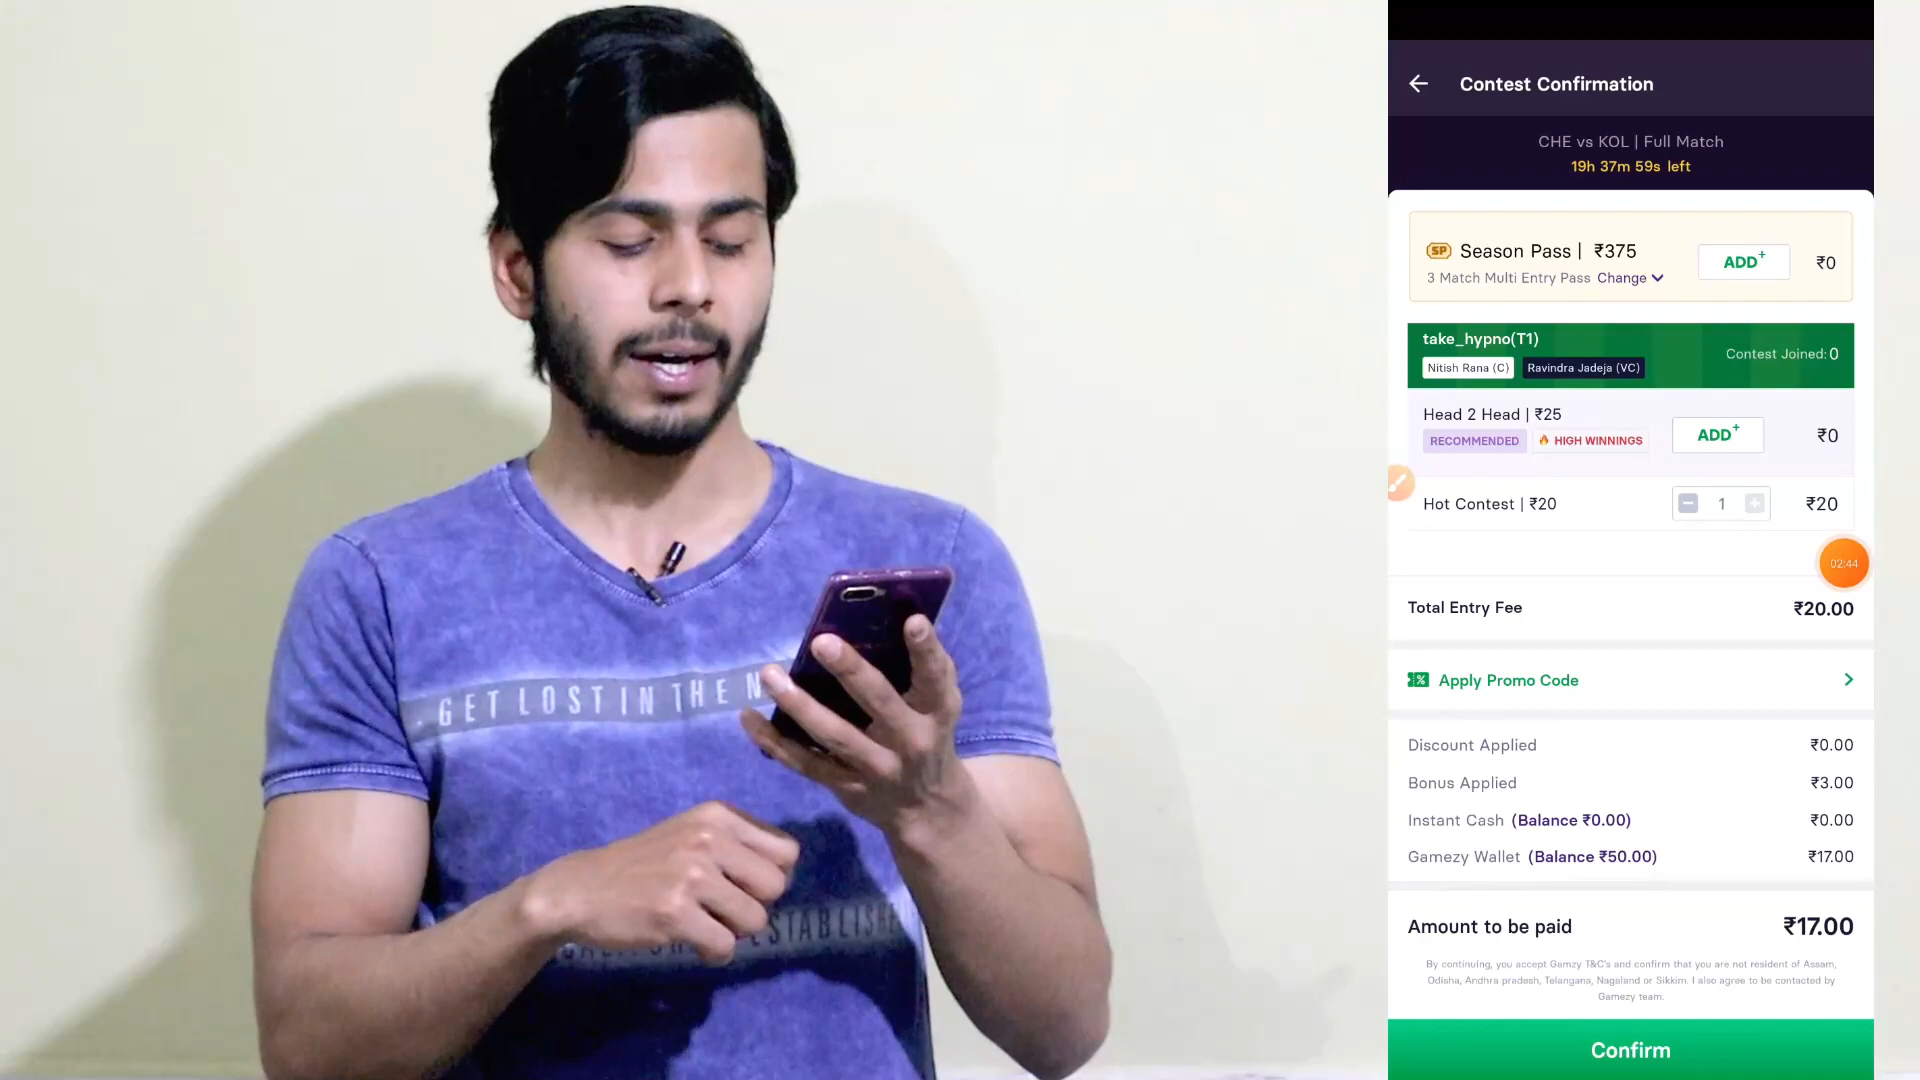 GET LOST IN THE N
ESTABLISHE
Contest Confirmation
CHE vs KOL | Full Match
19h 37m 59s left
SP Season Pass | ₹375
ADD+
₹0
3 Match Multi Entry Pass Change
take_hypno(T1)
Contest Joined: 0
Nitish Rana (C) Ravindra Jadeja (VC)
Head 2 Head | ₹25
ADD+
₹0
RECOMMENDED HIGH WINNINGS
Hot Contest | ₹20
1
₹20
02:44
Total Entry Fee ₹20.00
Apply Promo Code
Discount Applied ₹0.00
Bonus Applied ₹3.00
Instant Cash (Balance ₹0.00) ₹0.00
Gamezy Wallet (Balance ₹50.00) ₹17.00
Amount to be paid ₹17.00
By continuing, you accept Gamzy T&C's and confirm that you are not resident of Assam,
Odisha, Andhra pradesh, Telangana, Nagaland or Sikkim. I also agree to be contacted by
Gamezy team.
Confirm